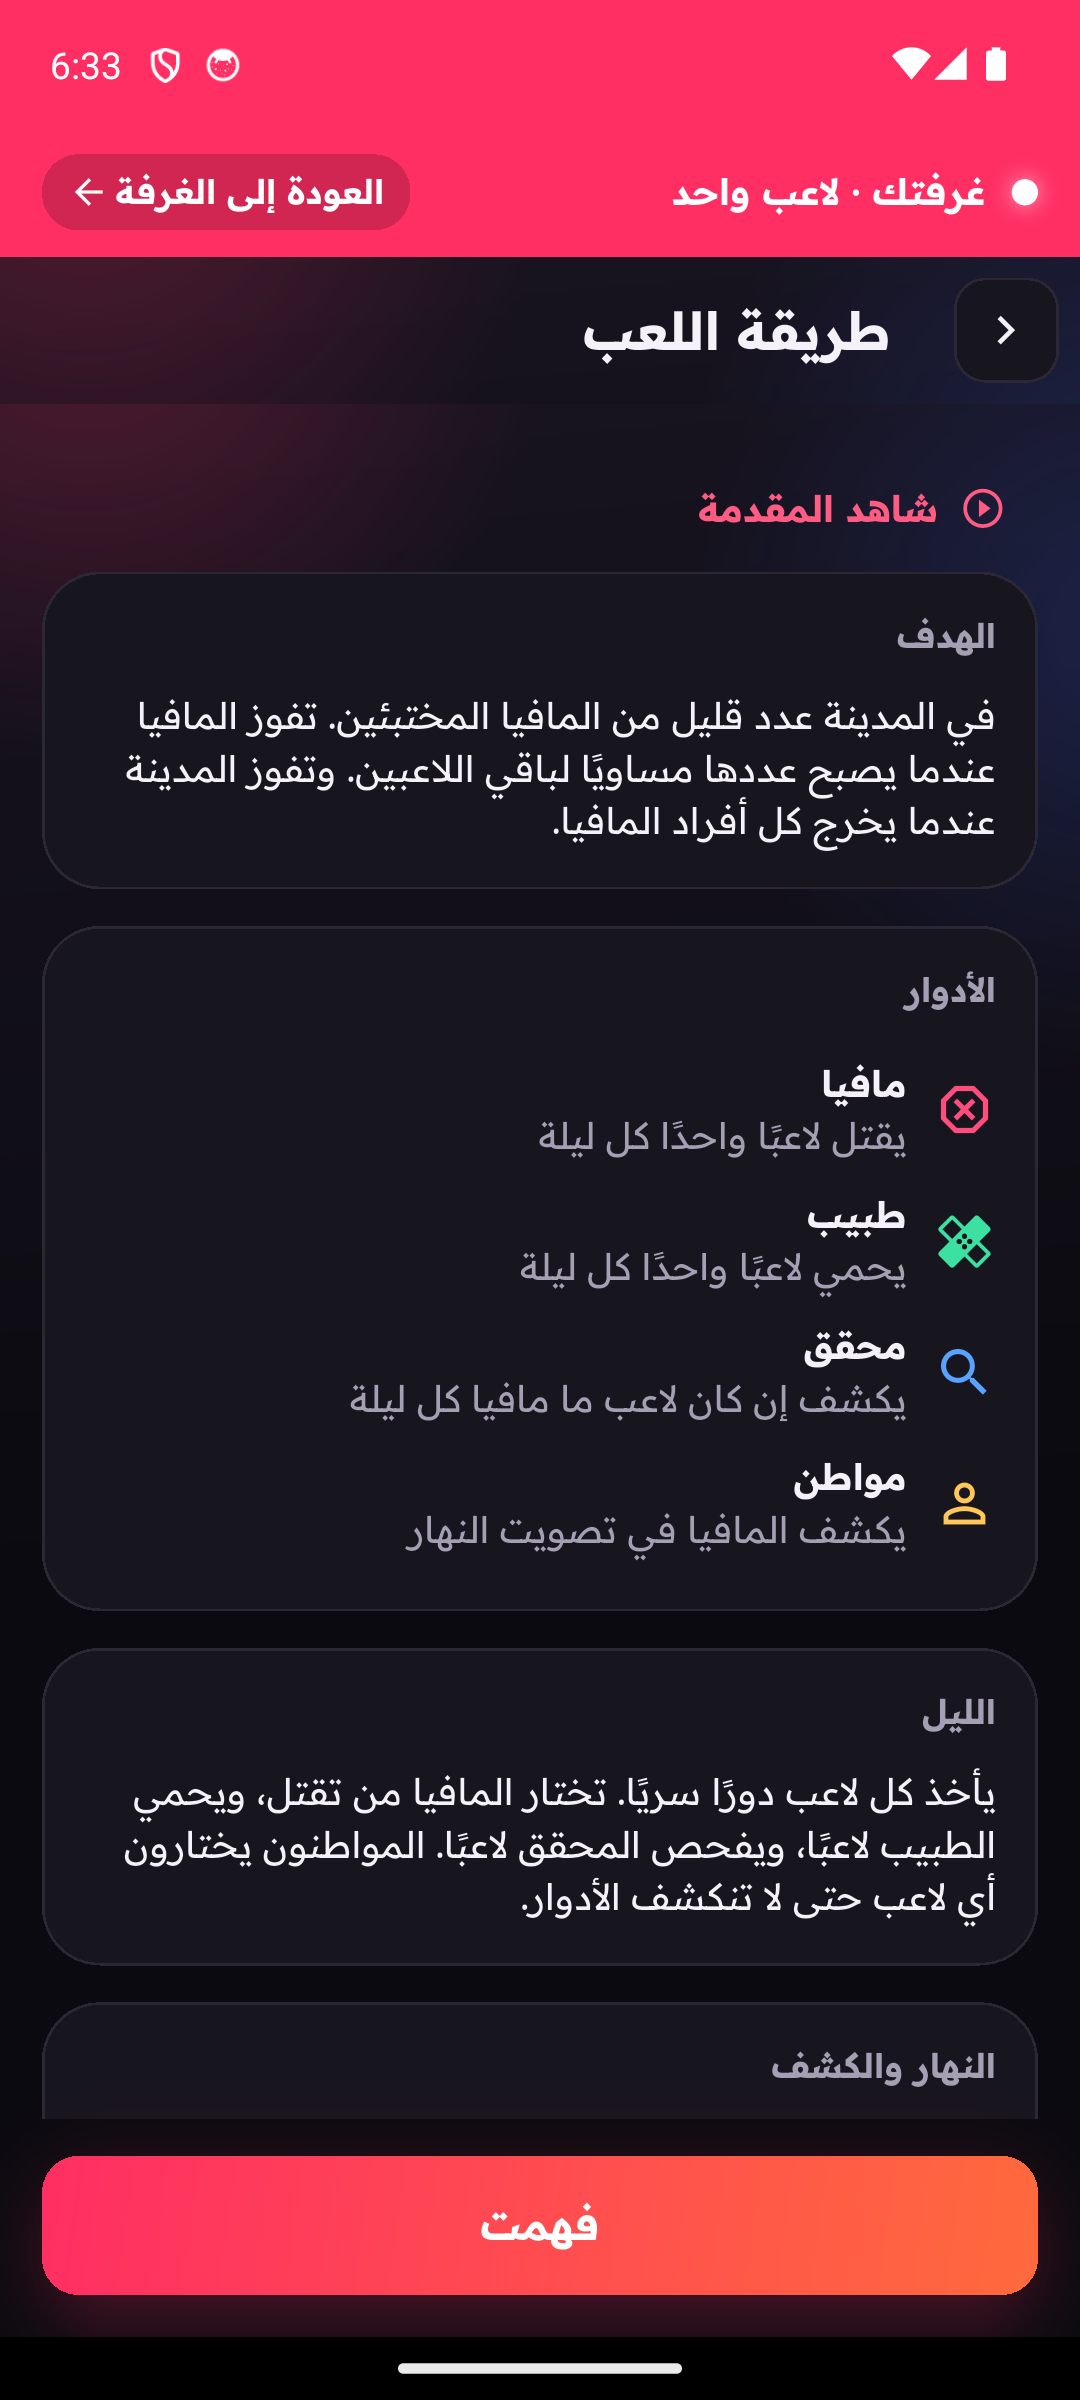 6:33
غرفتك · لاعب واحد
العودة إلى الغرفة
طريقة اللعب
شاهد المقدمة
الهدف
في المدينة عدد قليل من المافيا المختبئين. تفوز المافيا
عندما يصبح عددها مساويًا لباقي اللاعبين. وتفوز المدينة
عندما يخرج كل أفراد المافيا.
الأدوار
مافيا
يقتل لاعبًا واحدًا كل ليلة
طبيب
يحمي لاعبًا واحدًا كل ليلة
محقق
يكشف إن كان لاعب ما مافيا كل ليلة
مواطن
يكشف المافيا في تصويت النهار
الليل
يأخذ كل لاعب دورًا سريًا. تختار المافيا من تقتل، ويحمي
الطبيب لاعبًا، ويفحص المحقق لاعبًا. المواطنون يختارون
أي لاعب حتى لا تنكشف الأدوار.
النهار والكشف
فهمت